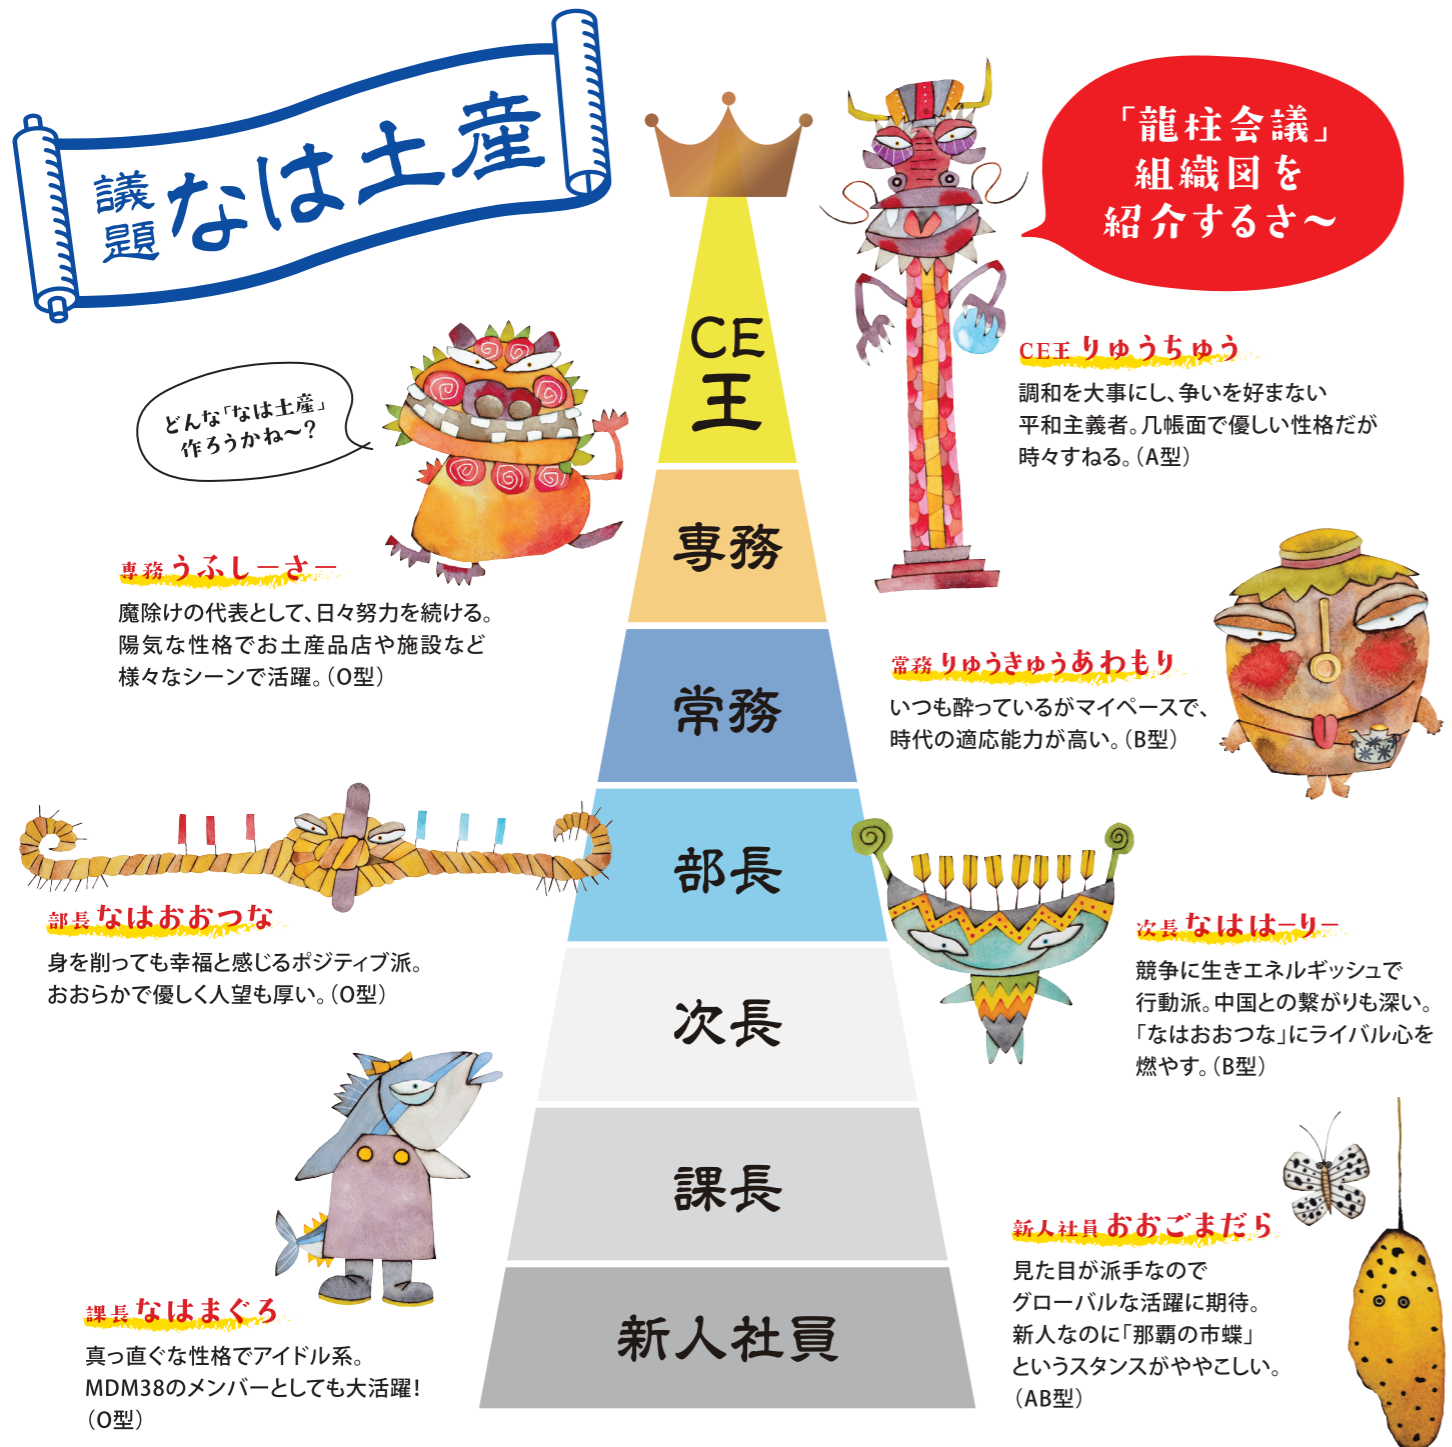 議題 なは土産
「龍柱会議」
組織図を
紹介するさ〜
CE王 りゅうちゅう
調和を大事にし、争いを好まない
平和主義者。几帳面で優しい性格だが
時々すねる。（A型）
どんな「なは土産」
作ろうかね〜？
専務 うふしーさー
魔除けの代表として、日々努力を続ける。
陽気な性格でお土産品店や施設など
様々なシーンで活躍。（O型）
常務 りゅうきゅうあわもり
いつも酔っているがマイペースで、
時代の適応能力が高い。（B型）
部長 なはおおつな
身を削っても幸福と感じるポジティブ派。
おおらかで優しく人望も厚い。（O型）
次長 なははーりー
競争に生きエネルギッシュで
行動派。中国との繋がりも深い。
「なはおおつな」にライバル心を
燃やす。（B型）
課長 なはまぐろ
真っ直ぐな性格でアイドル系。
MDM38のメンバーとしても大活躍！
（O型）
新人社員 おおごまだら
見た目が派手なので
グローバルな活躍に期待。
新人なのに「那覇の市蝶」
というスタンスがややこしい。
（AB型）
CE
王
専務
常務
部長
次長
課長
新人社員